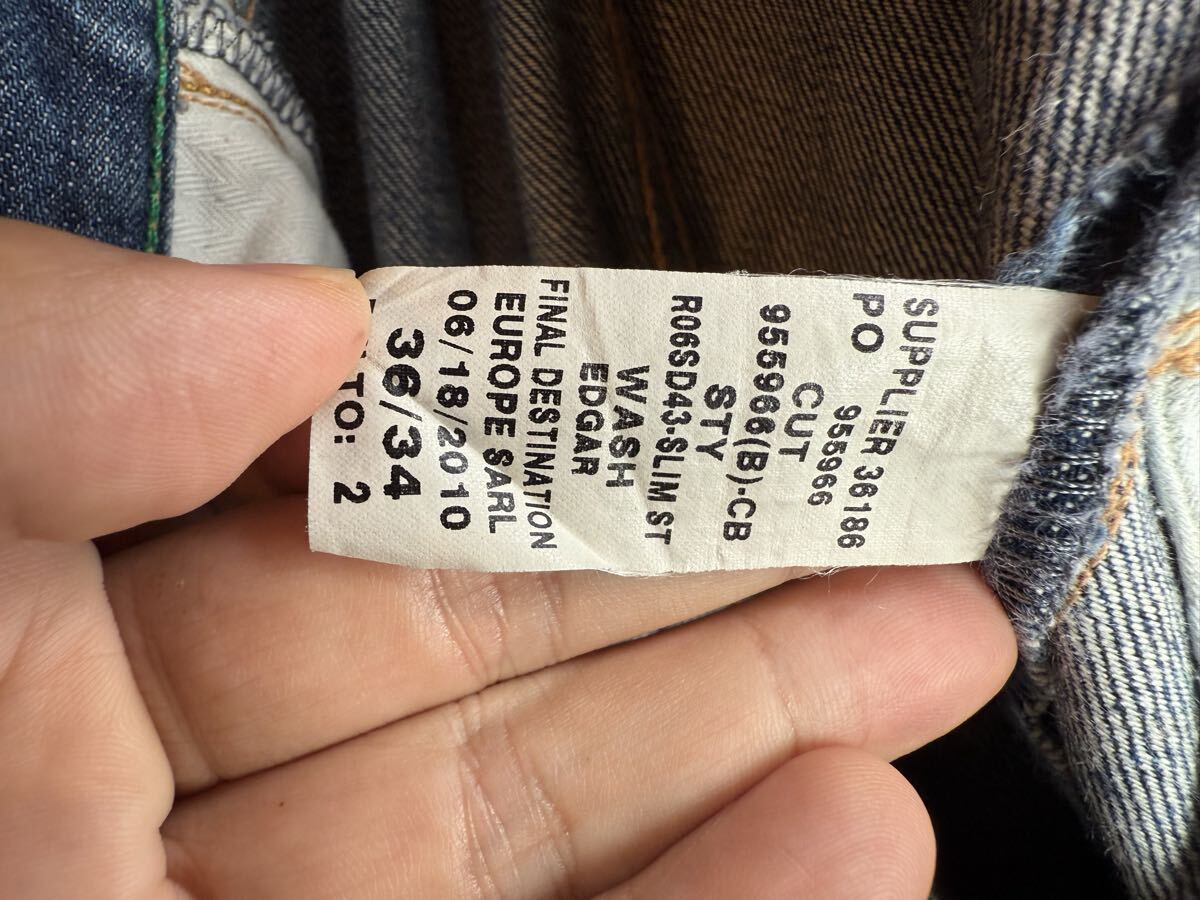 SUPPLIER 36186
PO 955966
CUT
955966(B)-CB
STY
R06SD43-SLIM ST
WASH
EDGAR
FINAL DESTINATION
EUROPE SARL
06/18/2010
36/34
TO: 2